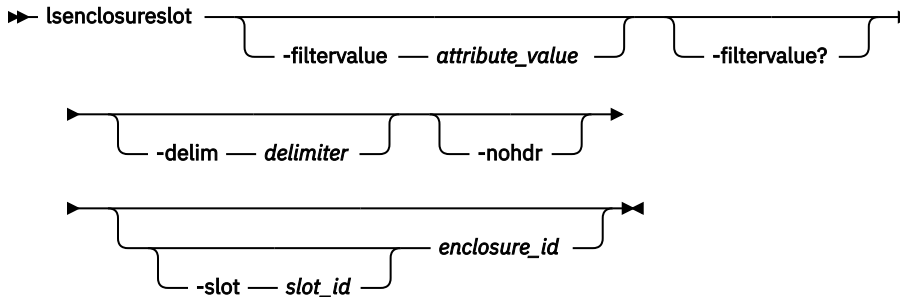 lsenclosureslot
-filtervalue attribute_value -filtervalue?
-delim delimiter -nohdr
enclosure_id
-slot slot_id